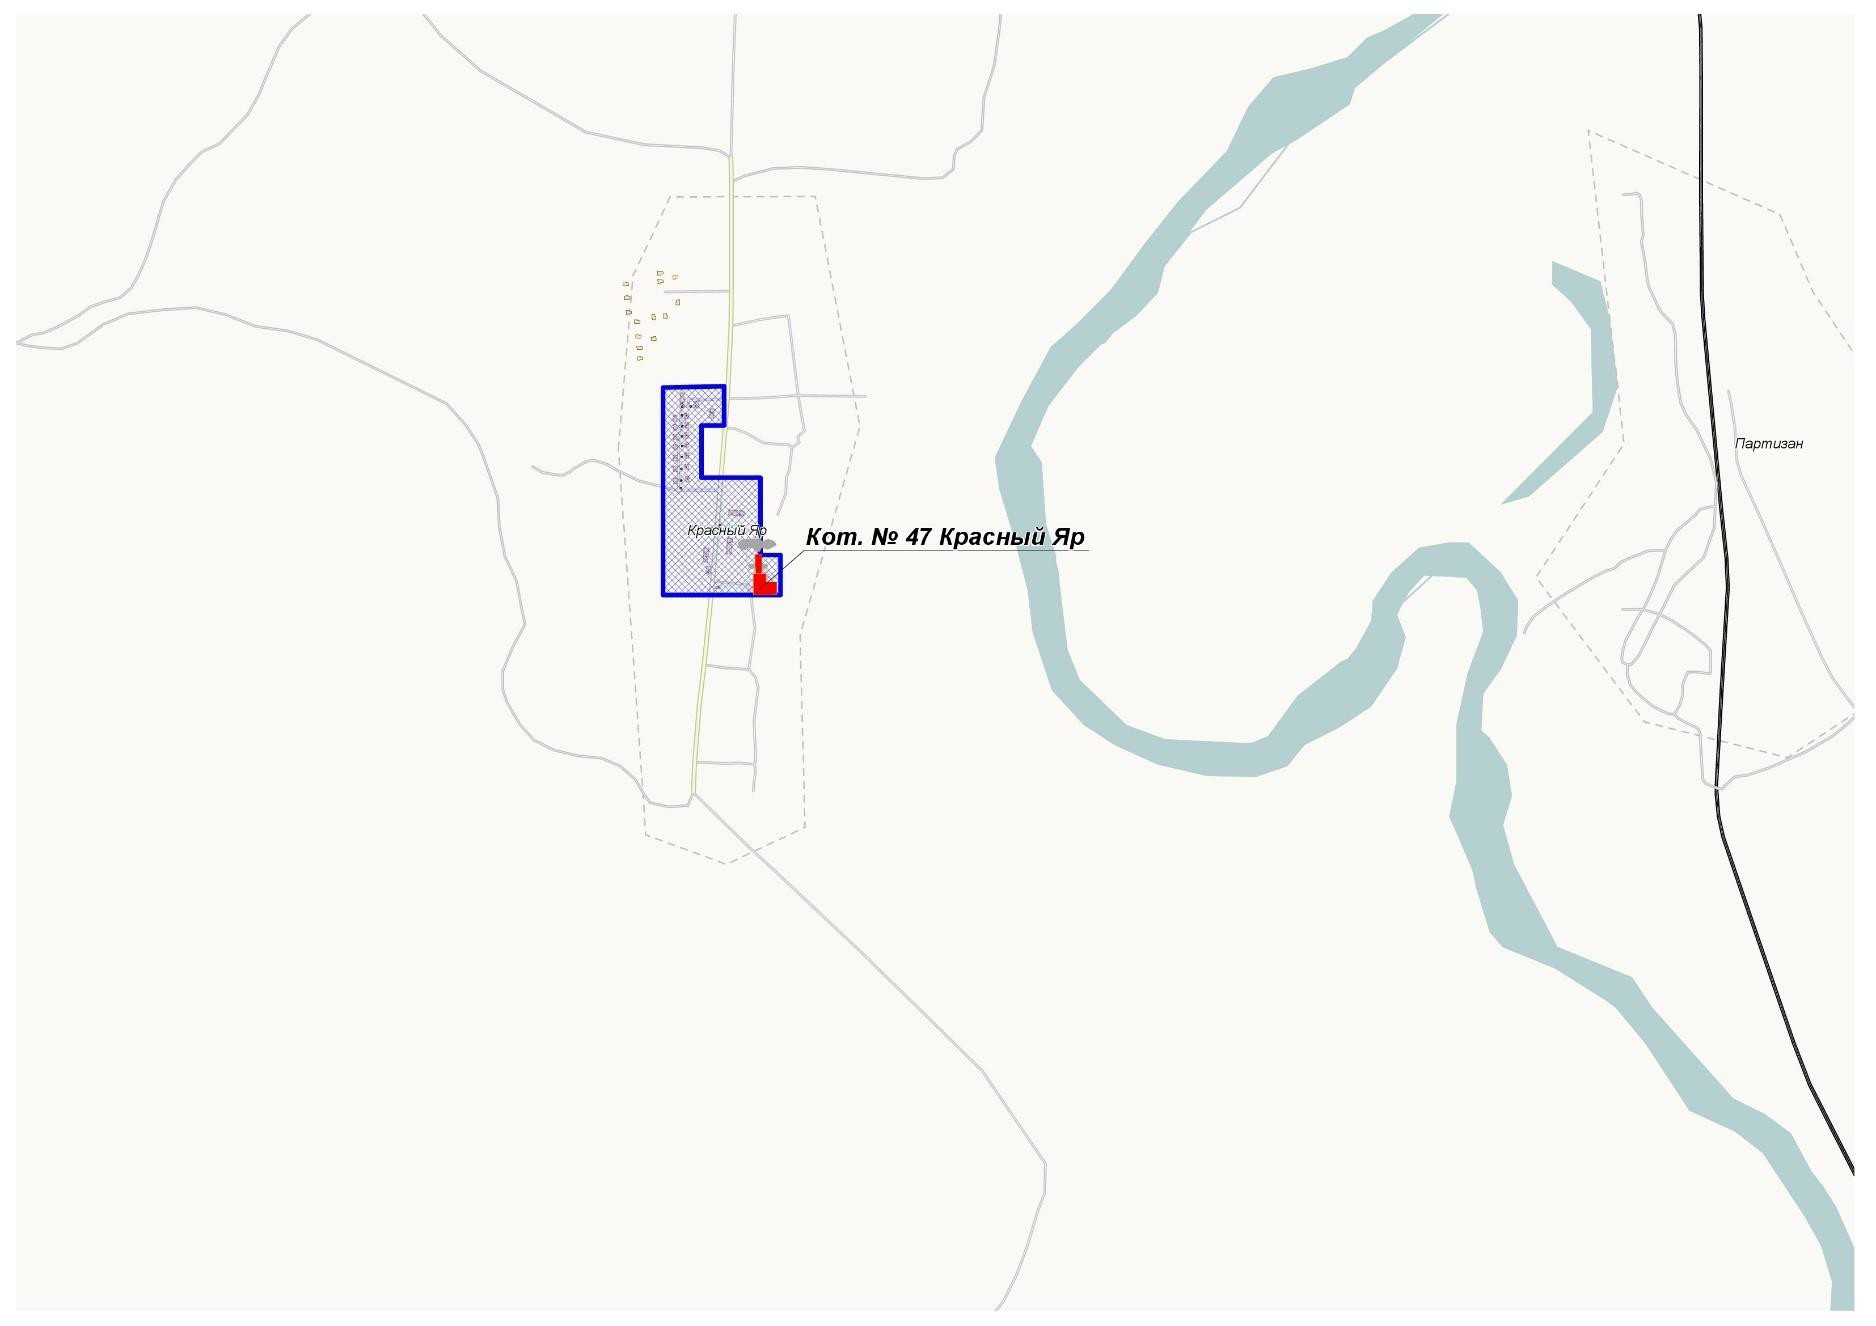 Партизан
Красный Яр
Кот. № 47 Красный Яр